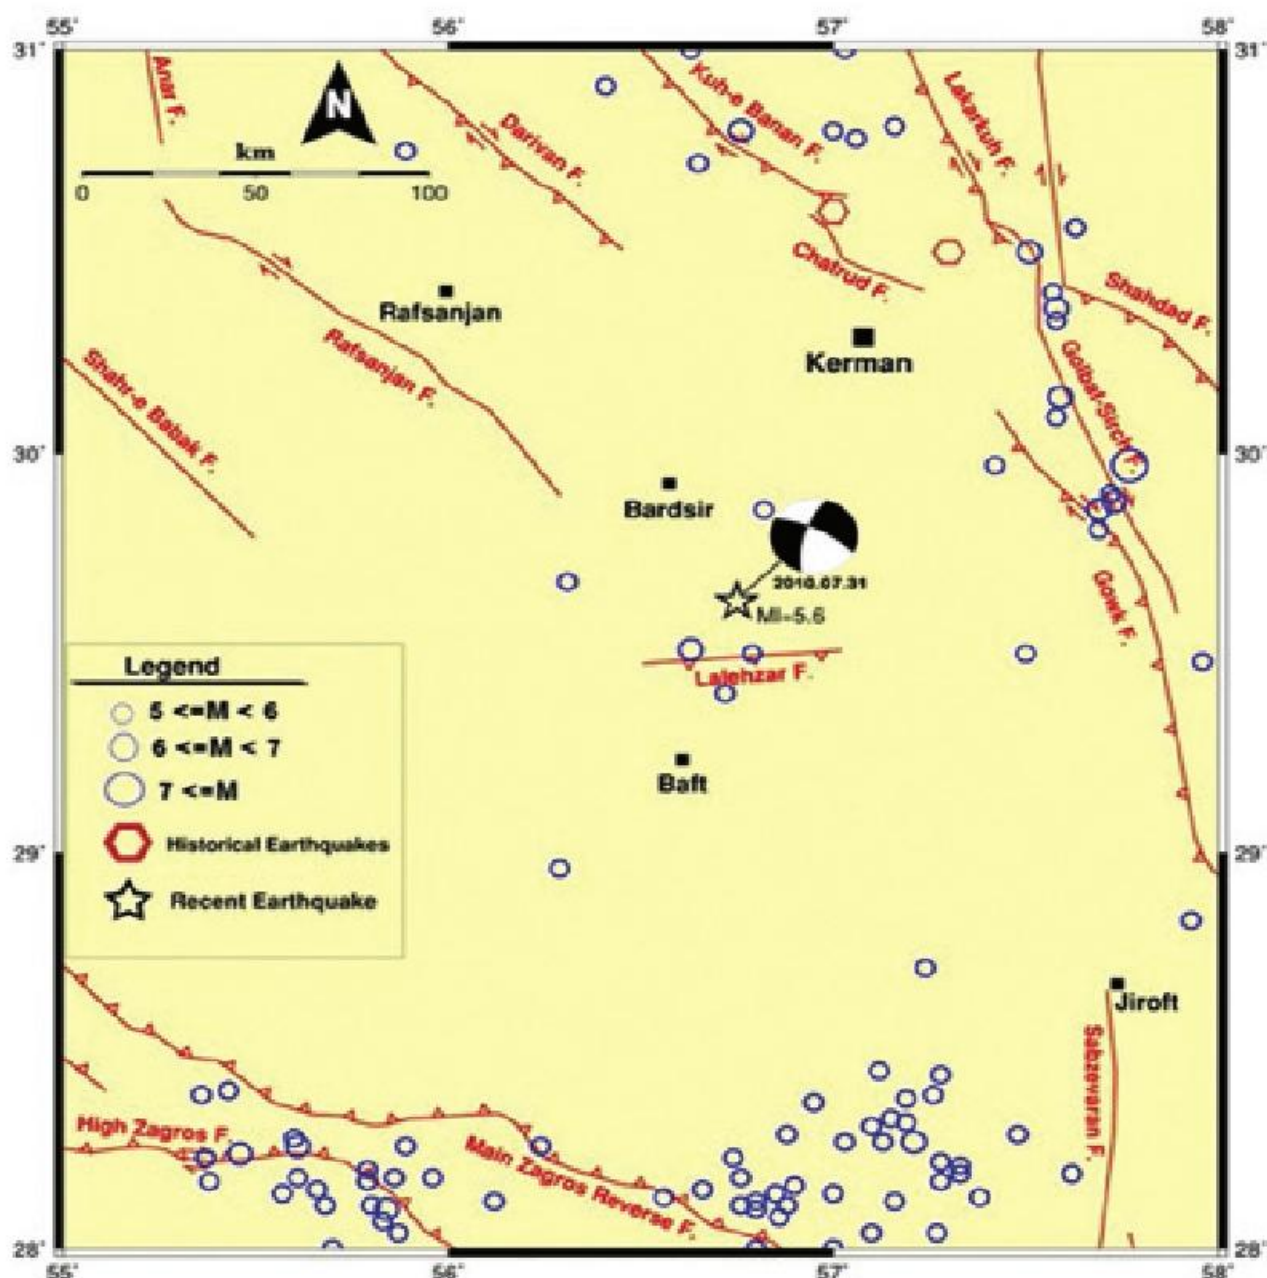 55° 56° 57° 58°
31° 31°
Anar F.
N
km
0 50 100
Darivan F.
Kuh-e Banan F.
Lakarkuh F.
Chatrud F.
Shahdad F.
Rafsanjan
Rafsanjan F.
Kerman
Shahr-e Babak F.
Golbaf-Sirch F.
30° 30°
Bardsir
2010.07.31
Ml=5.6
Gowk F.
Lalehzar F.
Baft
Legend
5 <=M < 6
6 <=M < 7
7 <=M
Historical Earthquakes
Recent Earthquake
29° 29°
Jiroft
Sabzevaran F.
High Zagros F.
Main Zagros Reverse F.
28° 28°
55° 56° 57° 58°